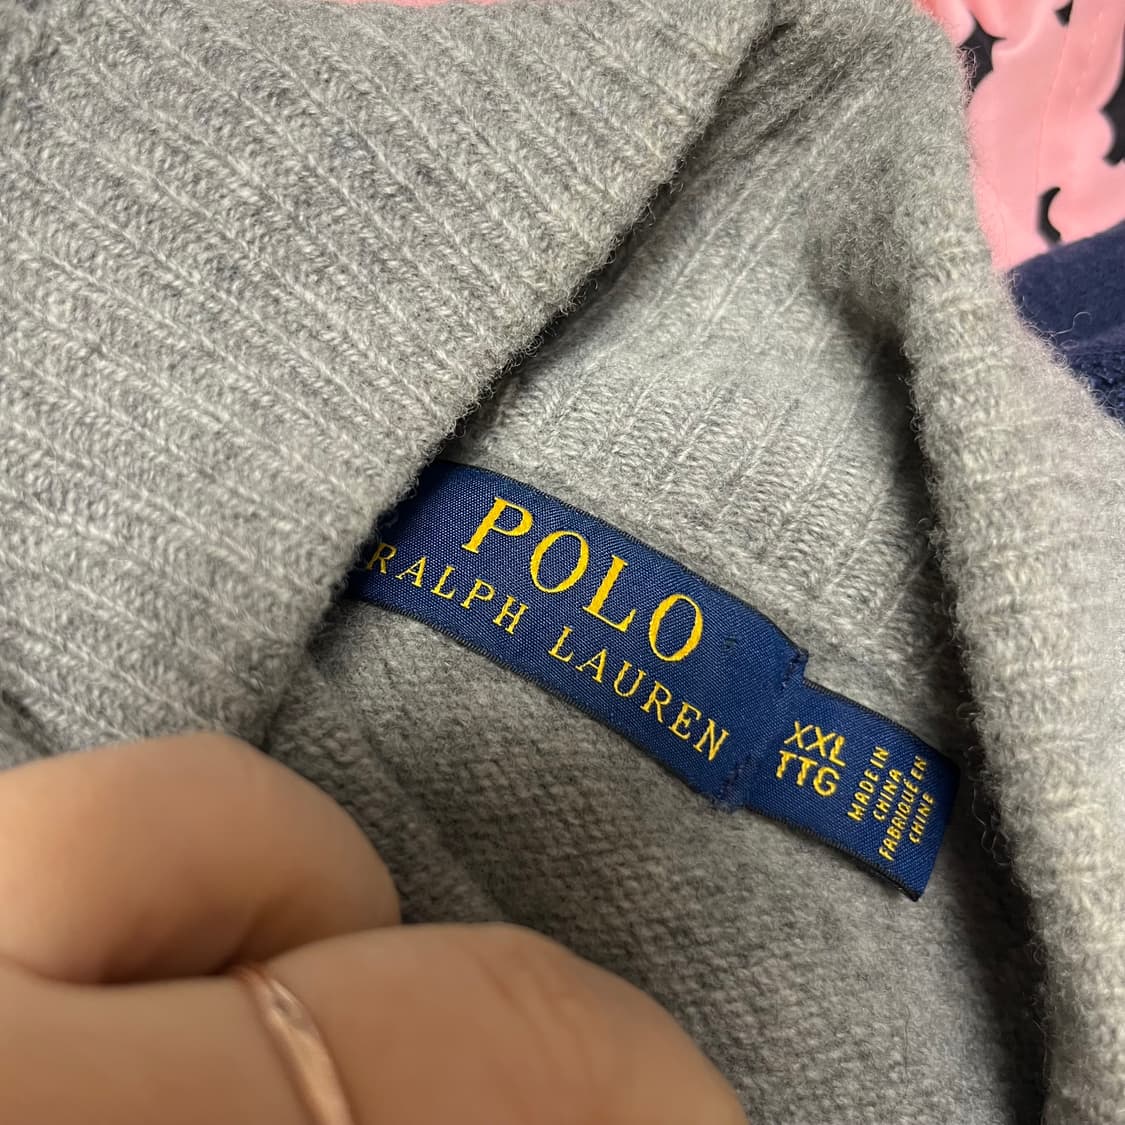 POLO
RALPH LAUREN
XXL
TTG
MADE IN
CHINA
FABRIQUÉ EN
CHINE